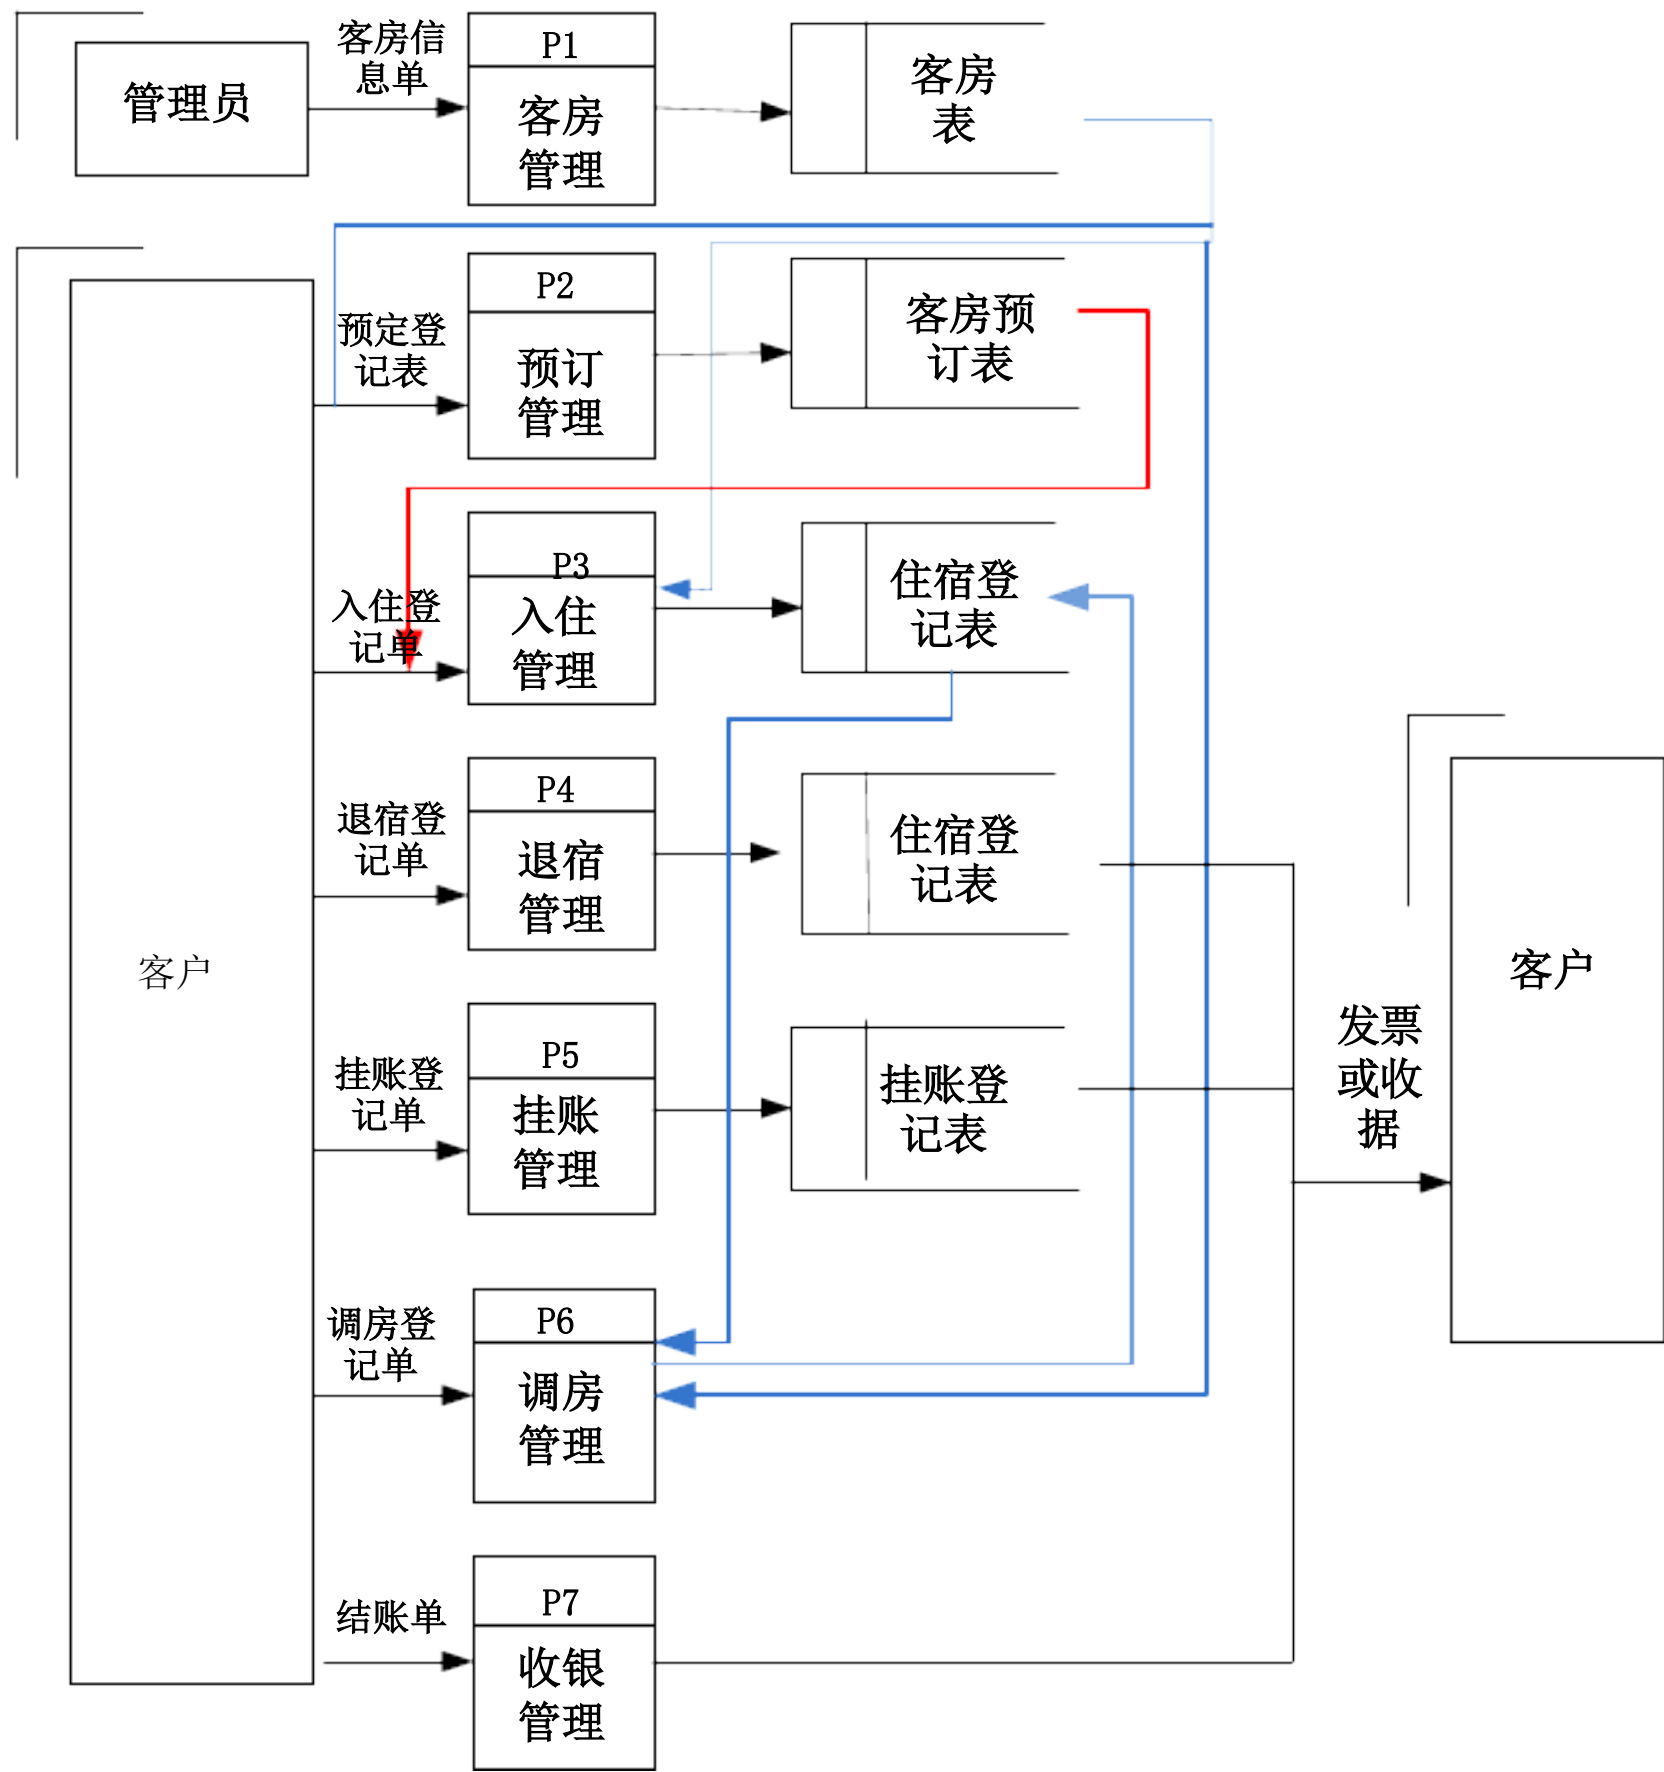 客房信
息单
P1
客房
表
管理员
客房
管理
P2
客房预
订表
预定登
记表
预订
管理
P3
住宿登
记表
入住登
记单
入住
管理
P4
退宿登
记单
住宿登
记表
退宿
管理
客户
客户
P5
挂账登
记单
挂账登
记表
挂账
管理
发票
或收
据
P6
调房登
记单
调房
管理
P7
结账单
收银
管理